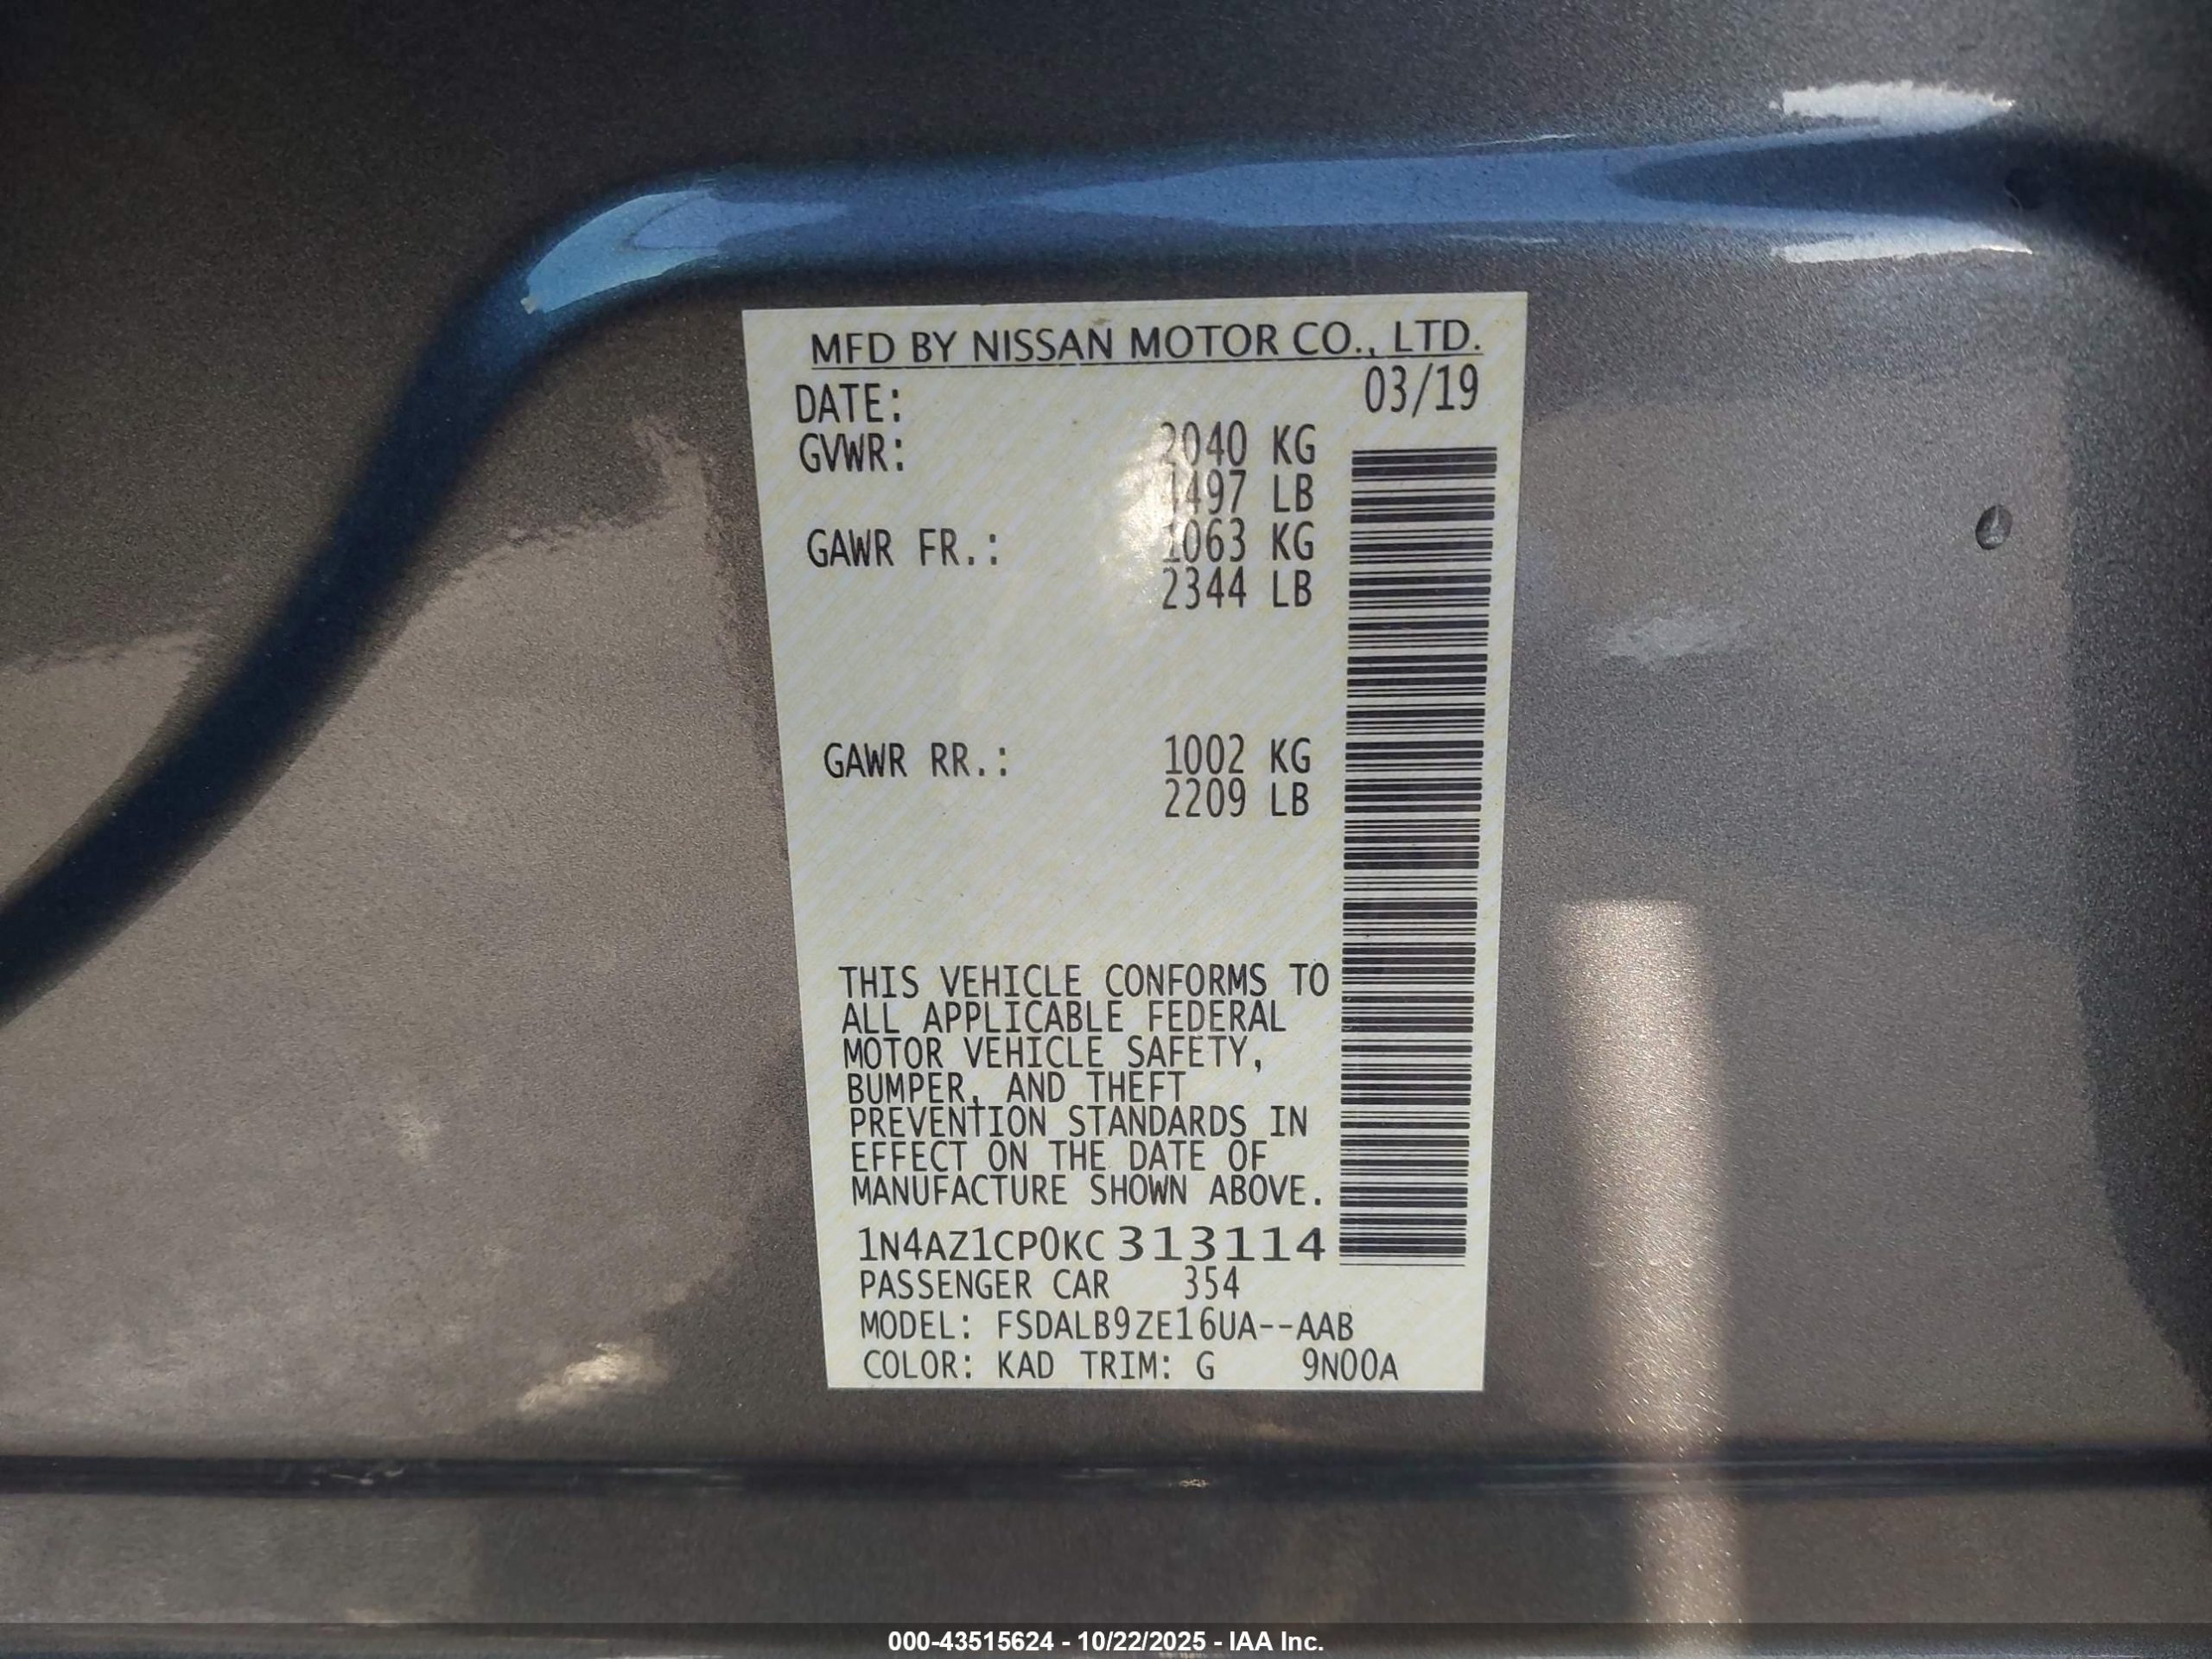 MFD BY NISSAN MOTOR CO., LTD.
DATE: 03/19
GVWR: 2040 KG
4497 LB
GAWR FR.: 1063 KG
2344 LB
GAWR RR.: 1002 KG
2209 LB
THIS VEHICLE CONFORMS TO
ALL APPLICABLE FEDERAL
MOTOR VEHICLE SAFETY,
BUMPER, AND THEFT
PREVENTION STANDARDS IN
EFFECT ON THE DATE OF
MANUFACTURE SHOWN ABOVE.
1N4AZ1CP0KC313114
PASSENGER CAR 354
MODEL: FSDALB9ZE16UA--AAB
COLOR: KAD TRIM: G 9N00A
000-43515624 - 10/22/2025 - IAA Inc.